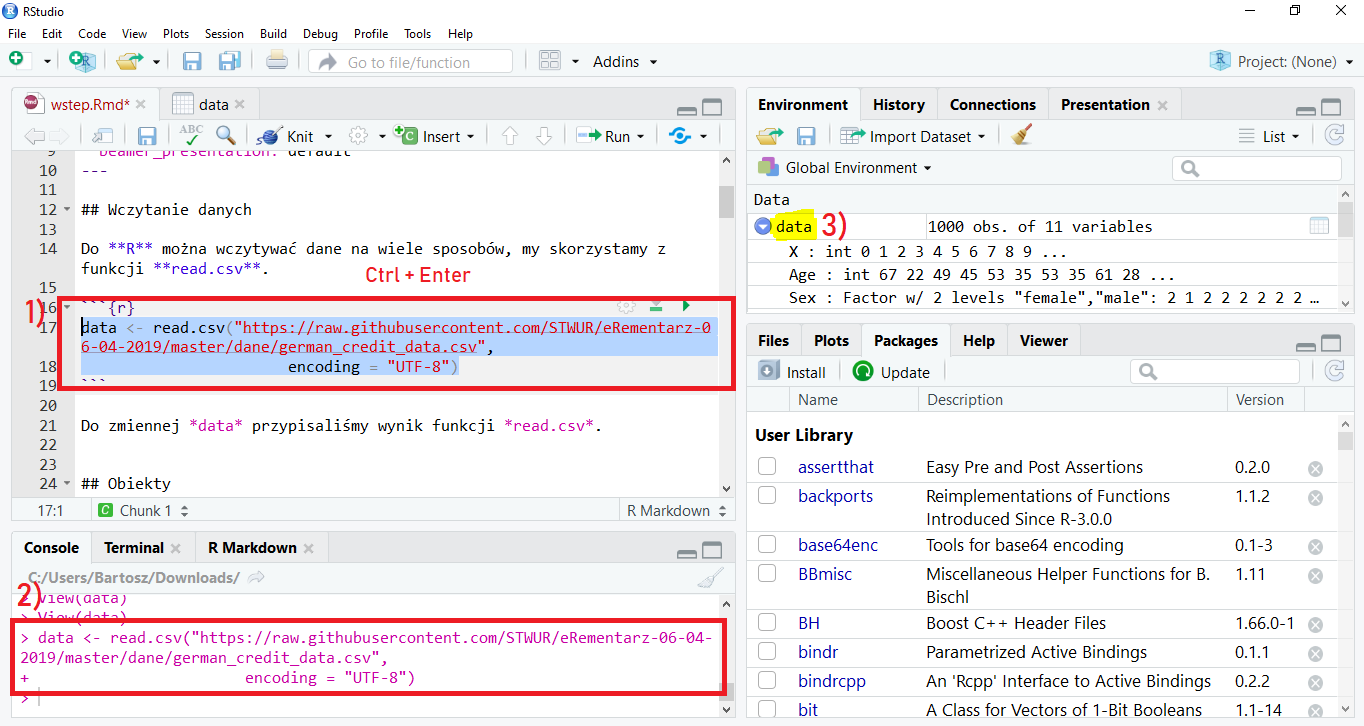 RStudio
File Edit Code View Plots Session Build Debug Profile Tools Help
Go to file/function Addins Project: (None)
wstep.Rmd* data
ABC Knit Insert Run
9 beamer_presentation: default
10 ---
11
12 ## Wczytanie danych
13
14 Do **R** można wczytywać dane na wiele sposobów, my skorzystamy z
funkcji **read.csv**.
15 Ctrl + Enter
1) 16 ```{r}
17 data <- read.csv("https://raw.githubusercontent.com/STWUR/eRementarz-0
6-04-2019/master/dane/german_credit_data.csv",
18 encoding = "UTF-8")
19 ```
20
21 Do zmiennej *data* przypisaliśmy wynik funkcji *read.csv*.
22
23
24 ## Obiekty
17:1 C Chunk 1 R Markdown
Console Terminal R Markdown
C:/Users/Bartosz/Downloads/
2)
> View(data)
> View(data)
> data <- read.csv("https://raw.githubusercontent.com/STWUR/eRementarz-06-04-
2019/master/dane/german_credit_data.csv",
+ encoding = "UTF-8")
>
Environment History Connections Presentation
Import Dataset List
Global Environment
Data
data 3) 1000 obs. of 11 variables
X : int 0 1 2 3 4 5 6 7 8 9 ...
Age : int 67 22 49 45 53 35 53 35 61 28 ...
Sex : Factor w/ 2 levels "female","male": 2 1 2 2 2 2 2 2 …
Files Plots Packages Help Viewer
Install Update
Name Description Version
User Library
assertthat Easy Pre and Post Assertions 0.2.0
backports Reimplementations of Functions 1.1.2
Introduced Since R-3.0.0
base64enc Tools for base64 encoding 0.1-3
BBmisc Miscellaneous Helper Functions for B. 1.11
Bischl
BH Boost C++ Header Files 1.66.0-1
bindr Parametrized Active Bindings 0.1.1
bindrcpp An 'Rcpp' Interface to Active Bindings 0.2.2
bit A Class for Vectors of 1-Bit Booleans 1.1-14